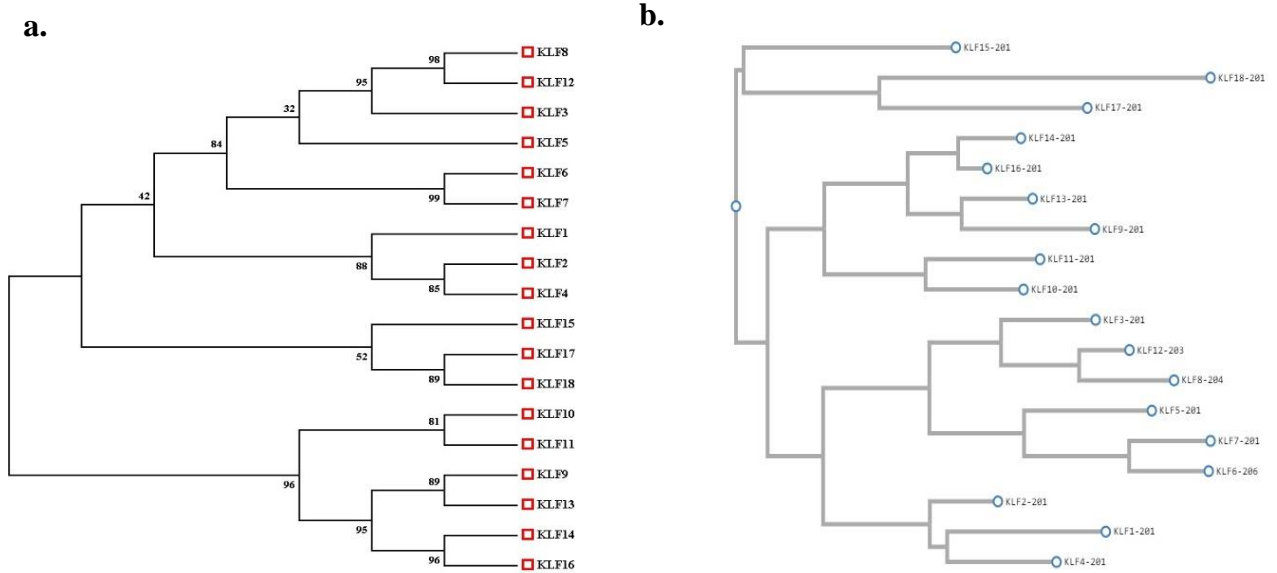 a.
98
KLF8
KLF12
95
KLF3
32
KLF5
84
KLF6
99
KLF7
42
KLF1
88
KLF2
85
KLF4
KLF15
52
KLF17
89
KLF18
81
KLF10
KLF11
96
89
KLF9
KLF13
95
KLF14
96
KLF16
b.
KLF15-201
KLF18-201
KLF17-201
KLF14-201
KLF16-201
KLF13-201
KLF9-201
KLF11-201
KLF10-201
KLF3-201
KLF12-203
KLF8-204
KLF5-201
KLF7-201
KLF6-206
KLF2-201
KLF1-201
KLF4-201